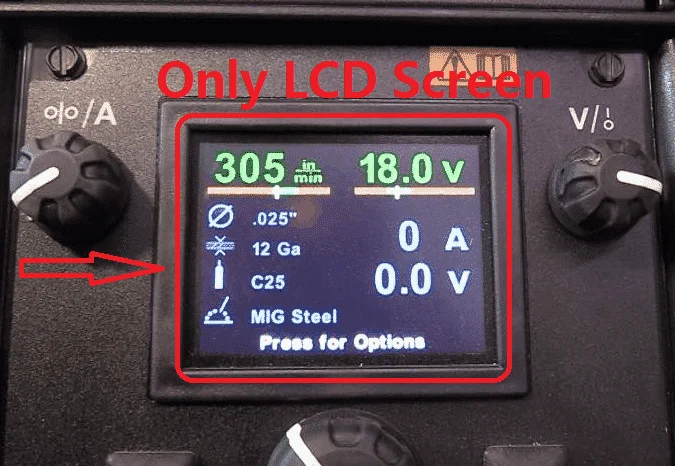 Only LCD Screen
olo/A
V/
305 in/min 18.0 V
.025"
12 Ga 0 A
C25 0.0 V
MIG Steel
Press for Options